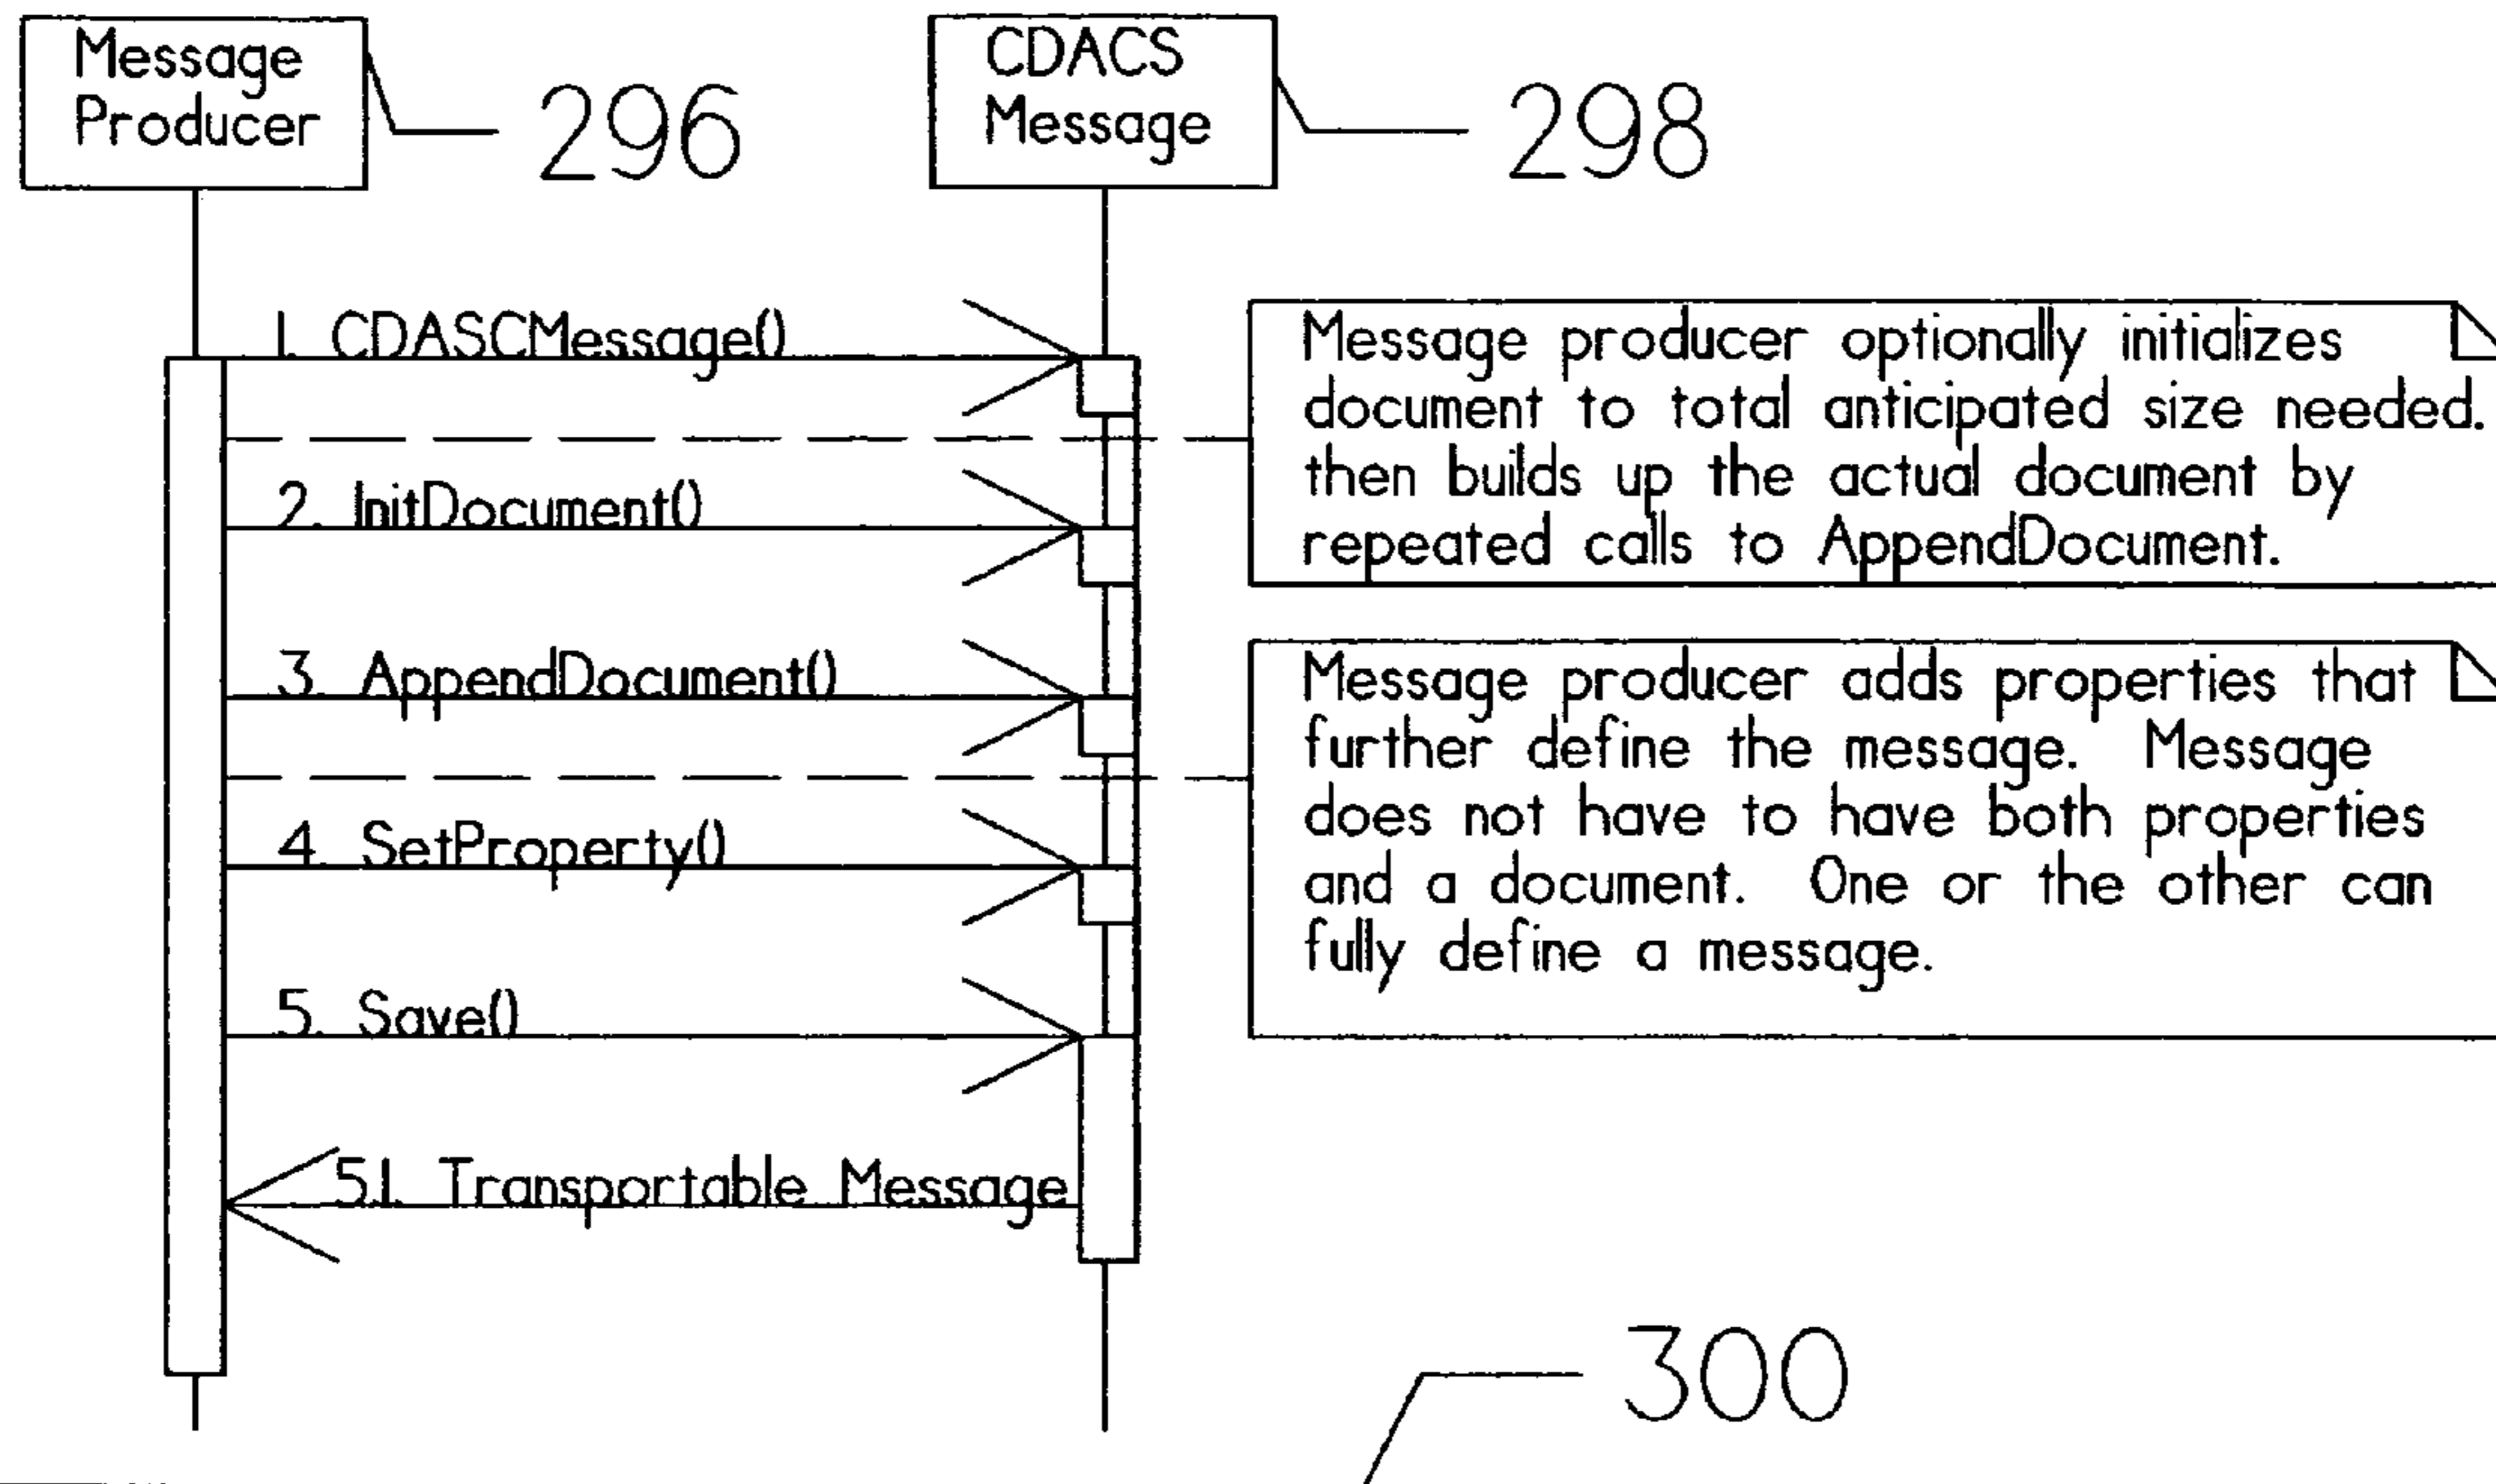 Message
Producer
296
CDACS
Message
298
1. CDASCMessage()
Message producer optionally initializes
document to total anticipated size needed.
then builds up the actual document by
repeated calls to AppendDocument.
2. InitDocument()
3. AppendDocument()
Message producer adds properties that
further define the message. Message
does not have to have both properties
and a document. One or the other can
fully define a message.
4. SetProperty()
5. Save()
5.1. Transportable Message
300